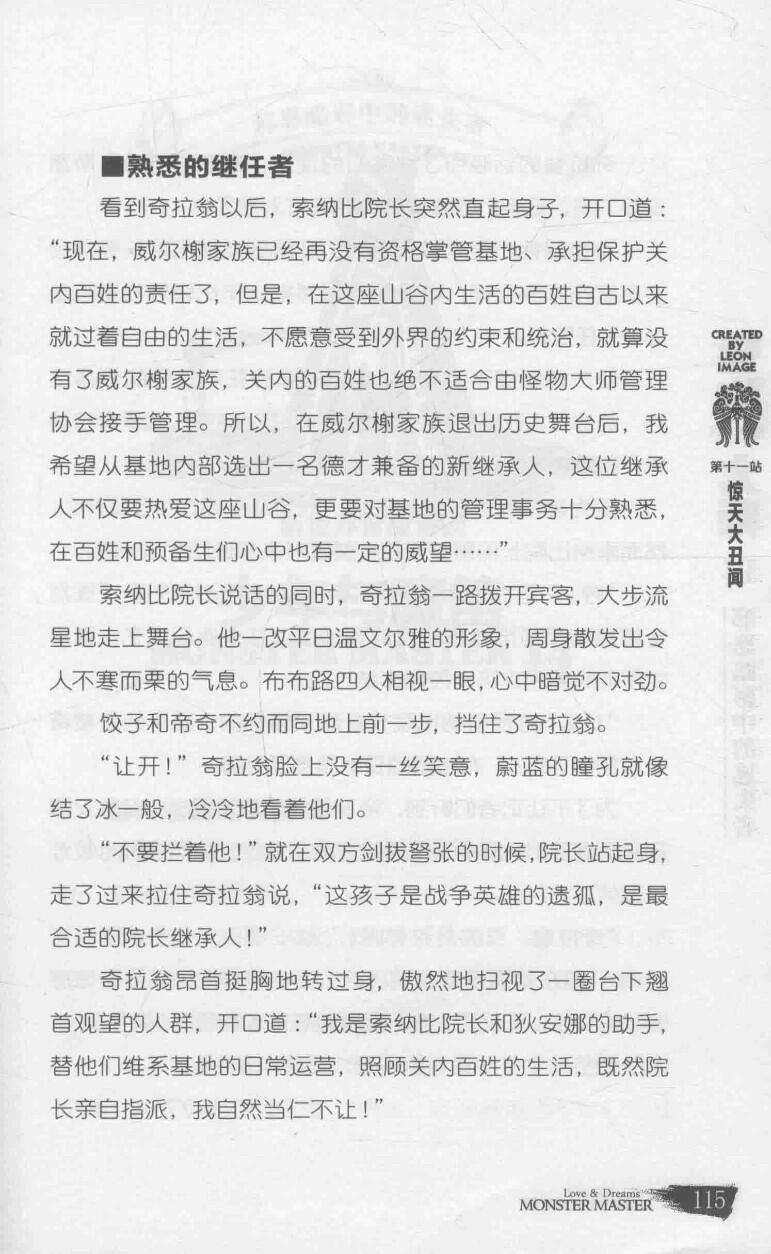 ■熟悉的继任者
看到奇拉翁以后，索纳比院长突然直起身子，开口道：
“现在，威尔榭家族已经再没有资格掌管基地、承担保护关
内百姓的责任了，但是，在这座山谷内生活的百姓自古以来
就过着自由的生活，不愿意受到外界的约束和统治，就算没
有了威尔榭家族，关内的百姓也绝不适合由怪物大师管理
协会接手管理。所以，在威尔榭家族退出历史舞台后，我
希望从基地内部选出一名德才兼备的新继承人，这位继承
人不仅要热爱这座山谷，更要对基地的管理事务十分熟悉，
在百姓和预备生们心中也有一定的威望……”
索纳比院长说话的同时，奇拉翁一路拨开宾客，大步流
星地走上舞台。他一改平日温文尔雅的形象，周身散发出令
人不寒而栗的气息。布布路四人相视一眼，心中暗觉不对劲。
饺子和帝奇不约而同地上前一步，挡住了奇拉翁。
“让开！”奇拉翁脸上没有一丝笑意，蔚蓝的瞳孔就像
结了冰一般，冷冷地看着他们。
“不要拦着他！”就在双方剑拔弩张的时候，院长站起身，
走了过来拉住奇拉翁说，“这孩子是战争英雄的遗孤，是最
合适的院长继承人！”
奇拉翁昂首挺胸地转过身，傲然地扫视了一圈台下翘
首观望的人群，开口道：“我是索纳比院长和狄安娜的助手，
替他们维系基地的日常运营，照顾关内百姓的生活，既然院
长亲自指派，我自然当仁不让！”
CREATED
BY
LEON
IMAGE
第十一站
惊天大丑闻
Love & Dreams
MONSTER MASTER
115